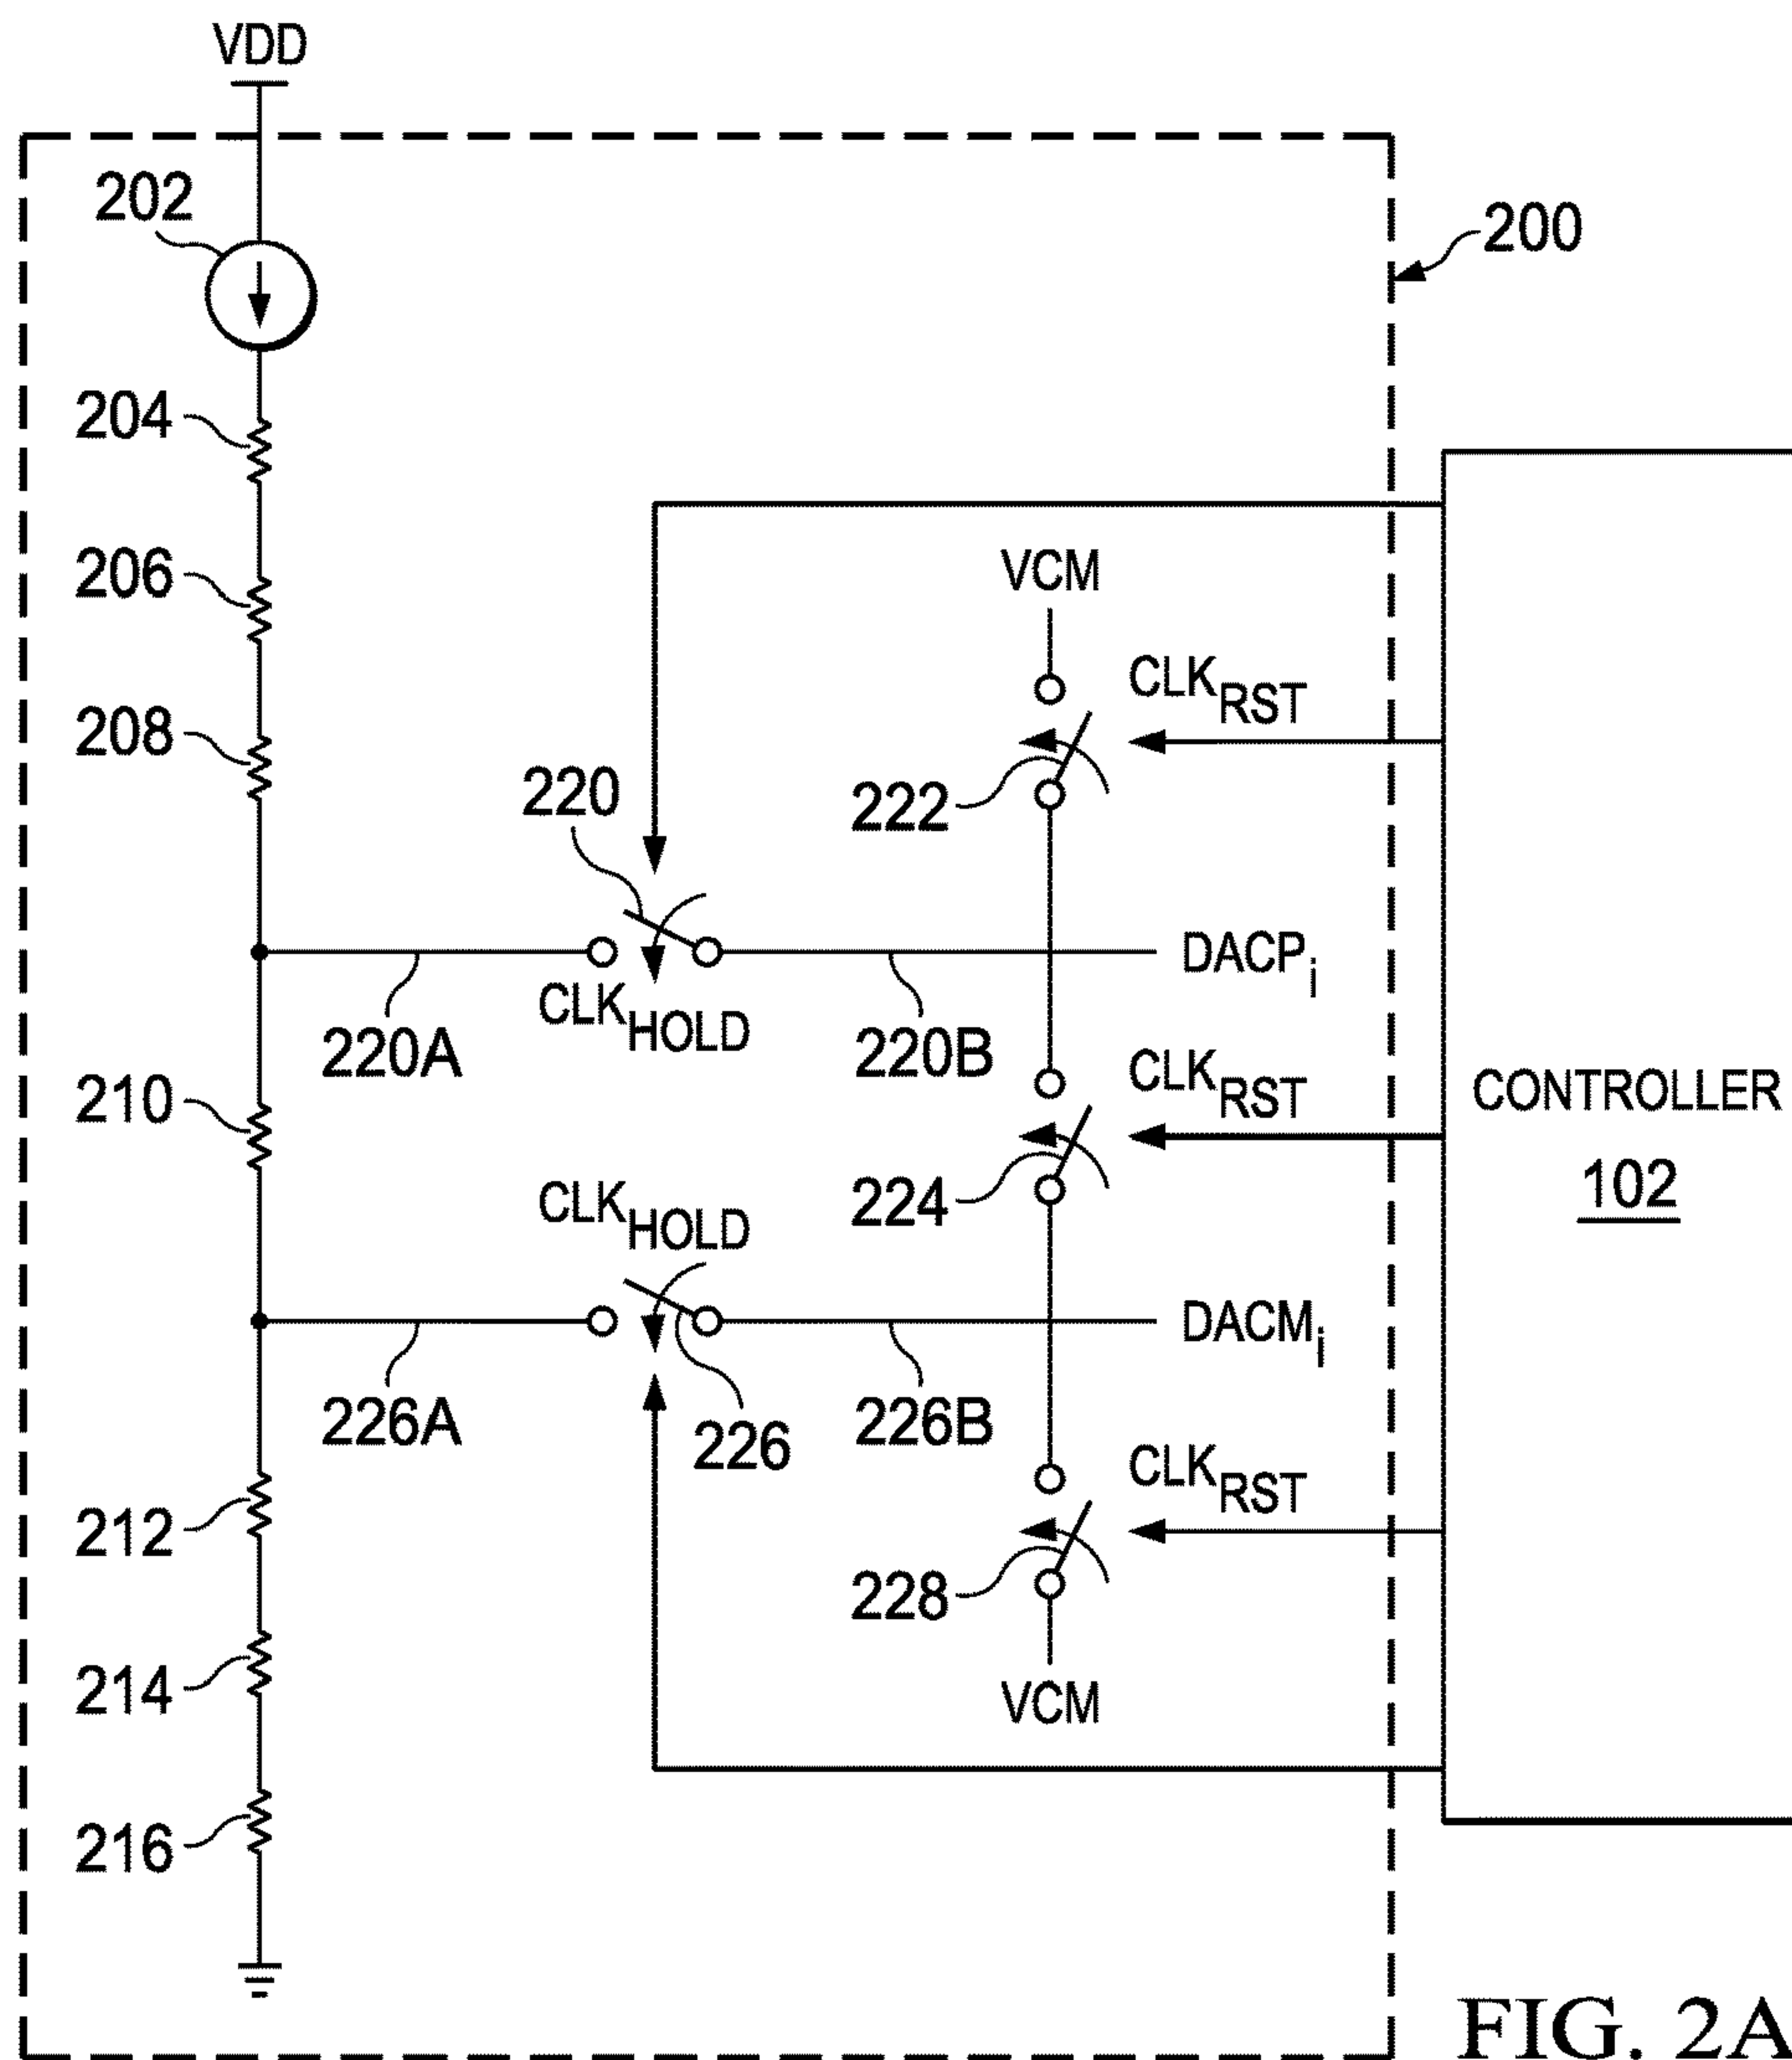 VDD
202
200
204
206
VCM
CLKRST
208
220
222
DACPi
CLKHOLD
220A
220B
CLKRST
210
CONTROLLER
102
CLKHOLD
224
DACMi
226A
226
226B
CLKRST
212
228
214
VCM
216
FIG. 2A